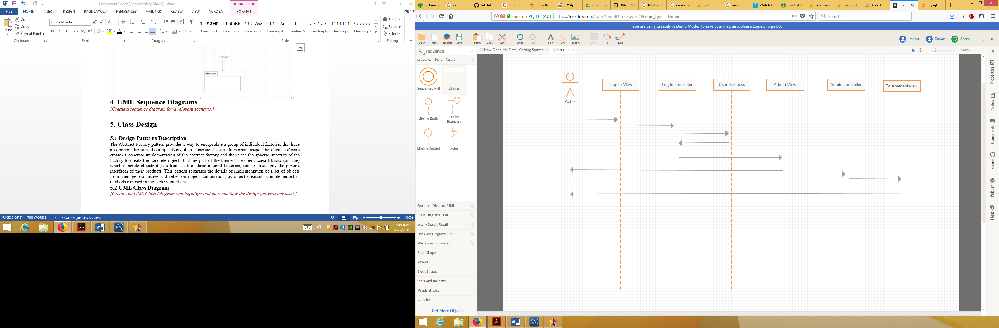 Assignment2.docx [Compatibility Mode] - Word
PICTURE TOOLS
Sign in
FILE HOME INSERT DESIGN PAGE LAYOUT REFERENCES MAILINGS REVIEW VIEW ACROBAT FORMAT
Paste
Cut
Copy
Format Painter
Times New Ro 10
Find
Replace
Select
1. AaBb 1.1 AaBb 1.1.1 AaE 1.1.1.1 Aa 1.1.1.1.1 1.1.1.1.1. 1.1.1.1.1.1.1 1.1.1.1.1.1.
Heading 1 Heading 2 Heading 3 Heading 4 Heading 5 Heading 6 Heading 7 Heading 8
Clipboard Font Paragraph Styles Editing
<<uses>>
Hibernate
4. UML Sequence Diagrams
[Create a sequence diagram for a relevant scenario.]
5. Class Design
5.1 Design Patterns Description
The Abstract Factory pattern provides a way to encapsulate a group of individual factories that have
a common theme without specifying their concrete classes. In normal usage, the client software
creates a concrete implementation of the abstract factory and then uses the generic interface of the
factory to create the concrete objects that are part of the theme. The client doesn't know (or care)
which concrete objects it gets from each of these internal factories, since it uses only the generic
interfaces of their products. This pattern separates the details of implementation of a set of objects
from their general usage and relies on object composition, as object creation is implemented in
methods exposed in the factory interface.
5.2 UML Class Diagram
[Create the UML Class Diagram and highlight and motivate how the design patterns are used.]
PAGE 5 OF 7 700 WORDS ENGLISH (UNITED STATES) 100%
EN
3:49 AM
4/23/2018
arduino p signiture GitHub - Hibernat moodle - C# Applic drive - Go 30433-MI MVC with create ne java - Err hozier an Watch Fr Try Catch hibernate observab Auto Gen Create mysql - H
Cinergix Pty Ltd (AU) https://creately.com/app/?tempID=gc7qvpsj1&login_type=demo# Search
You are using Creately in Demo Mode. To save your diagrams, please Login or Sign Up.
Open New Template Save Paste Copy Cut Undo Redo Text Line Import Style Fill Line
Import Export Share
sequence
New Open Me First - Getting Started
*RFDFS
100%
sequence - Search Result
Sequenced Pull Lifeline
Lifeline Entity Lifeline Boundary
Lifeline Control Actor
Sequence Diagrams (UML)
Class Diagrams (UML)
actor - Search Result
Use Case Diagrams (UML)
PACK - Search Result
Basic Shapes
Arrows
Block Shapes
Stars And Balloons
People Shapes
Alphabet
+ Get More Objects
Actor
Log In View
Log In controller
User Business
Admin View
Admin controller
TournamentView
Properties
Notes
Comments
Share
Publish
Help